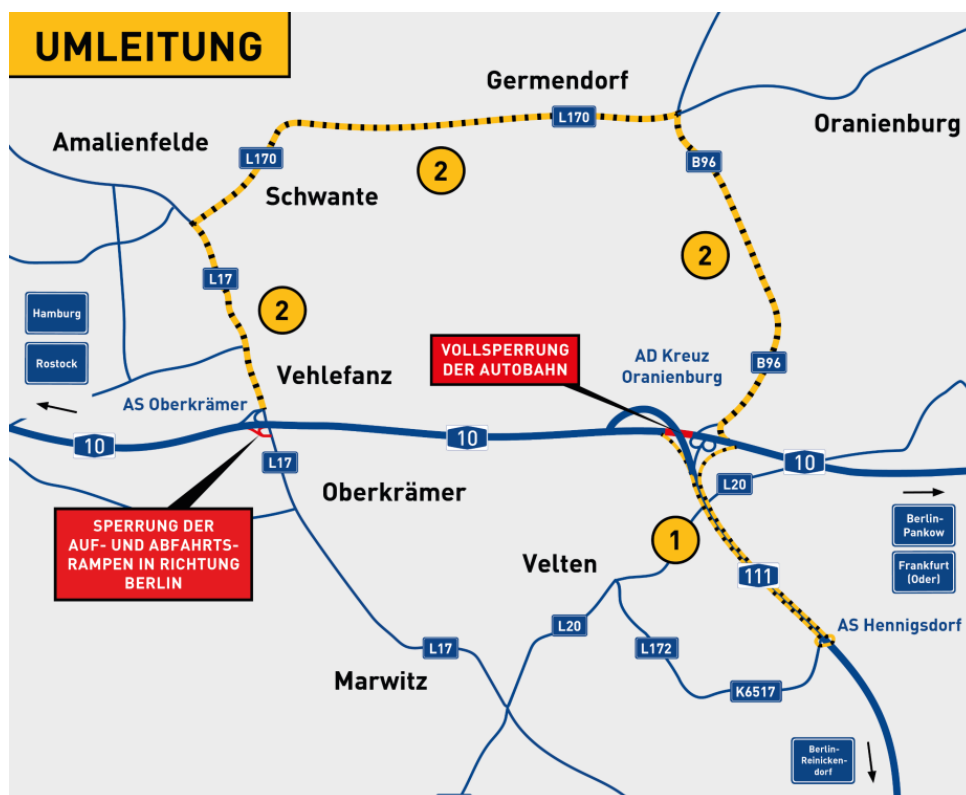 UMLEITUNG
Germendorf
L170
Oranienburg
Amalienfelde
L170
B96
2
Schwante
2
L17
2
Hamburg
Rostock
VOLLSPERRUNG
DER AUTOBAHN
AD Kreuz
Oranienburg
B96
Vehlefanz
AS Oberkrämer
10
10
10
L17
L20
Oberkrämer
SPERRUNG DER
AUF- UND ABFAHRTS-
RAMPEN IN RICHTUNG
BERLIN
1
Berlin-
Pankow
Frankfurt
(Oder)
Velten
111
L20
AS Hennigsdorf
L17
L172
Marwitz
K6517
Berlin-
Reinicken-
dorf